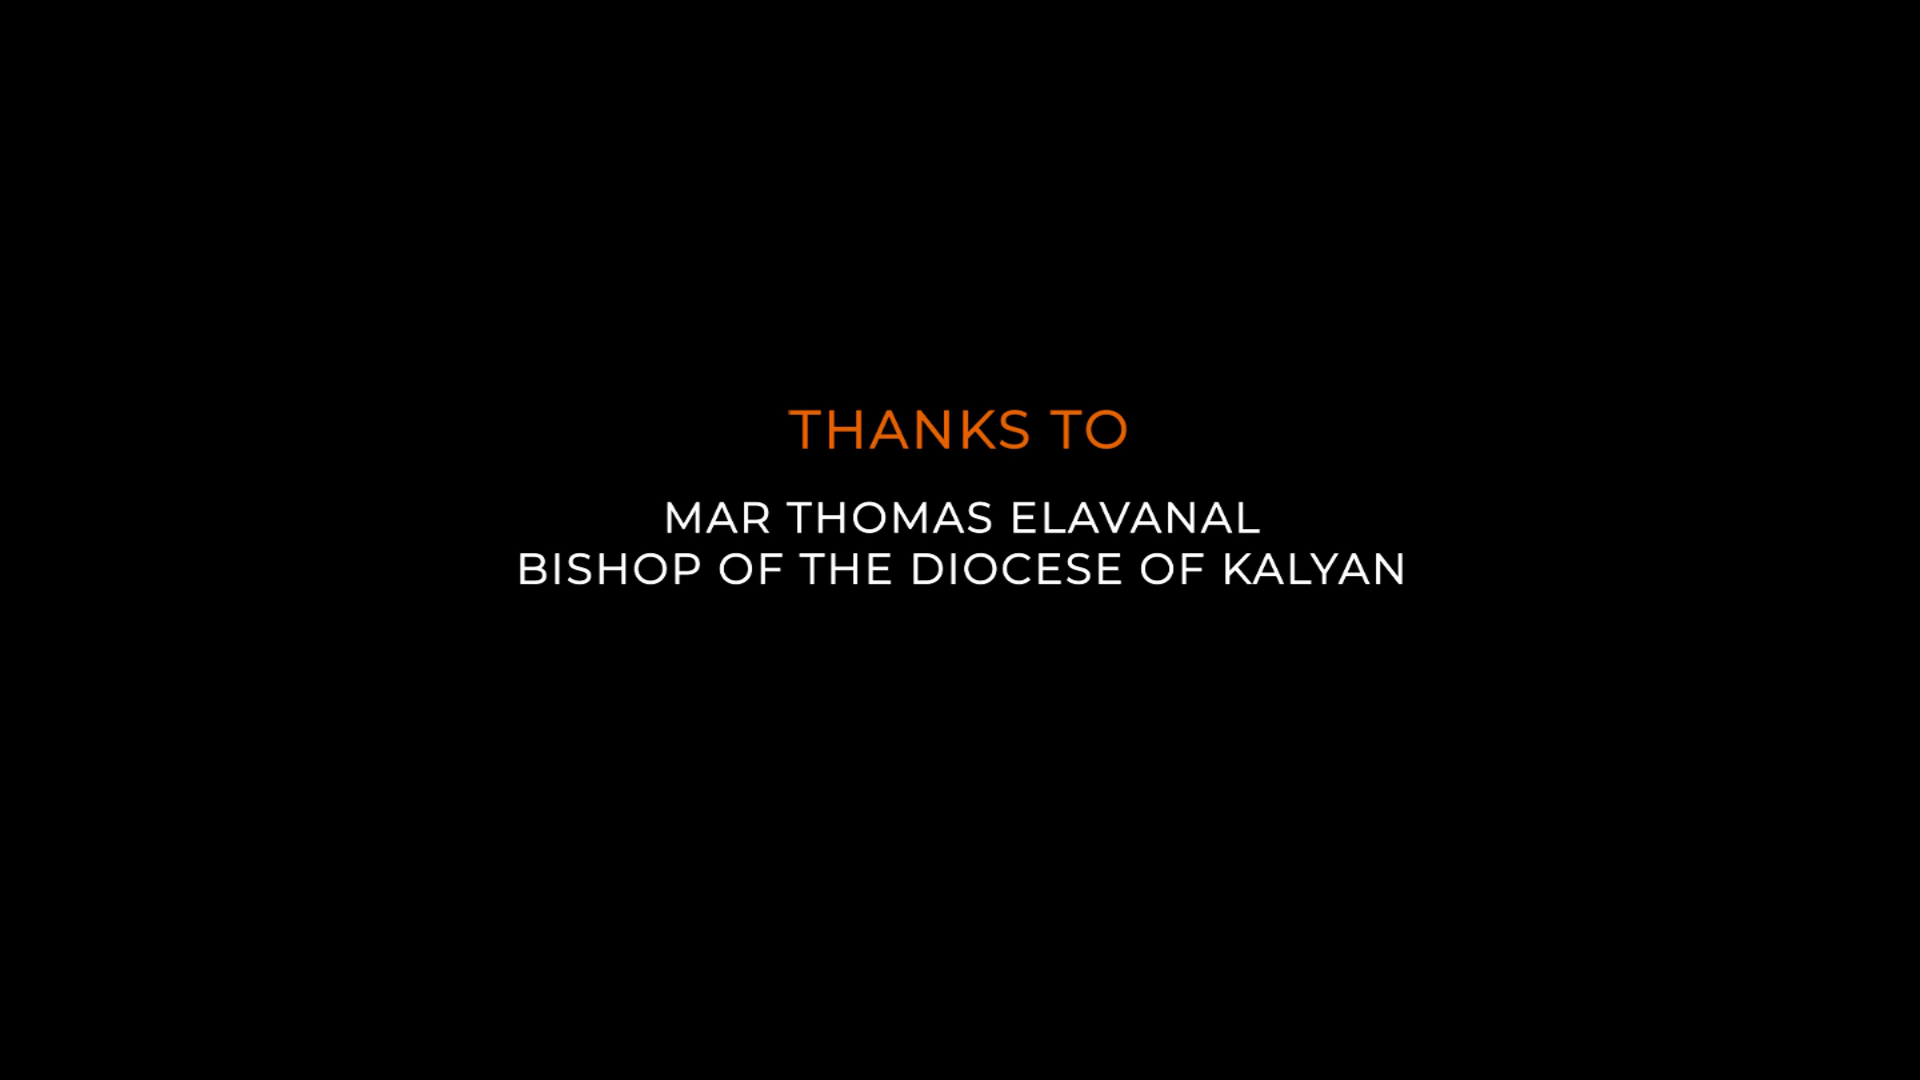 THANKS TO
MAR THOMAS ELAVANAL
BISHOP OF THE DIOCESE OF KALYAN